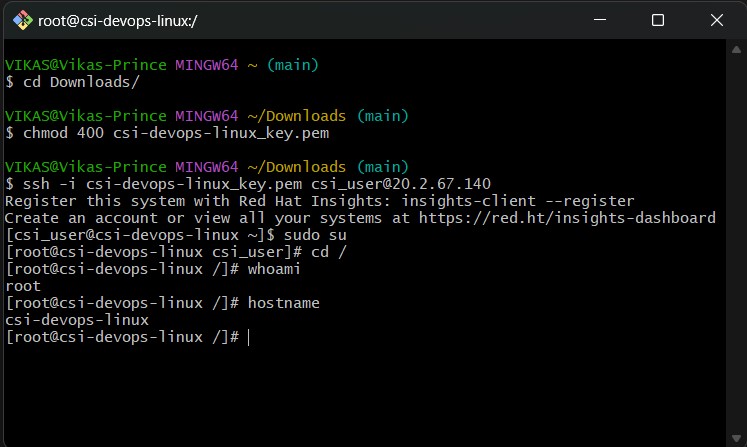 root@csi-devops-linux:/
VIKAS@Vikas-Prince MINGW64 ~ (main)
$ cd Downloads/
VIKAS@Vikas-Prince MINGW64 ~/Downloads (main)
$ chmod 400 csi-devops-linux_key.pem
VIKAS@Vikas-Prince MINGW64 ~/Downloads (main)
$ ssh -i csi-devops-linux_key.pem csi_user@20.2.67.140
Register this system with Red Hat Insights: insights-client --register
Create an account or view all your systems at https://red.ht/insights-dashboard
[csi_user@csi-devops-linux ~]$ sudo su
[root@csi-devops-linux csi_user]# cd /
[root@csi-devops-linux /]# whoami
root
[root@csi-devops-linux /]# hostname
csi-devops-linux
[root@csi-devops-linux /]#